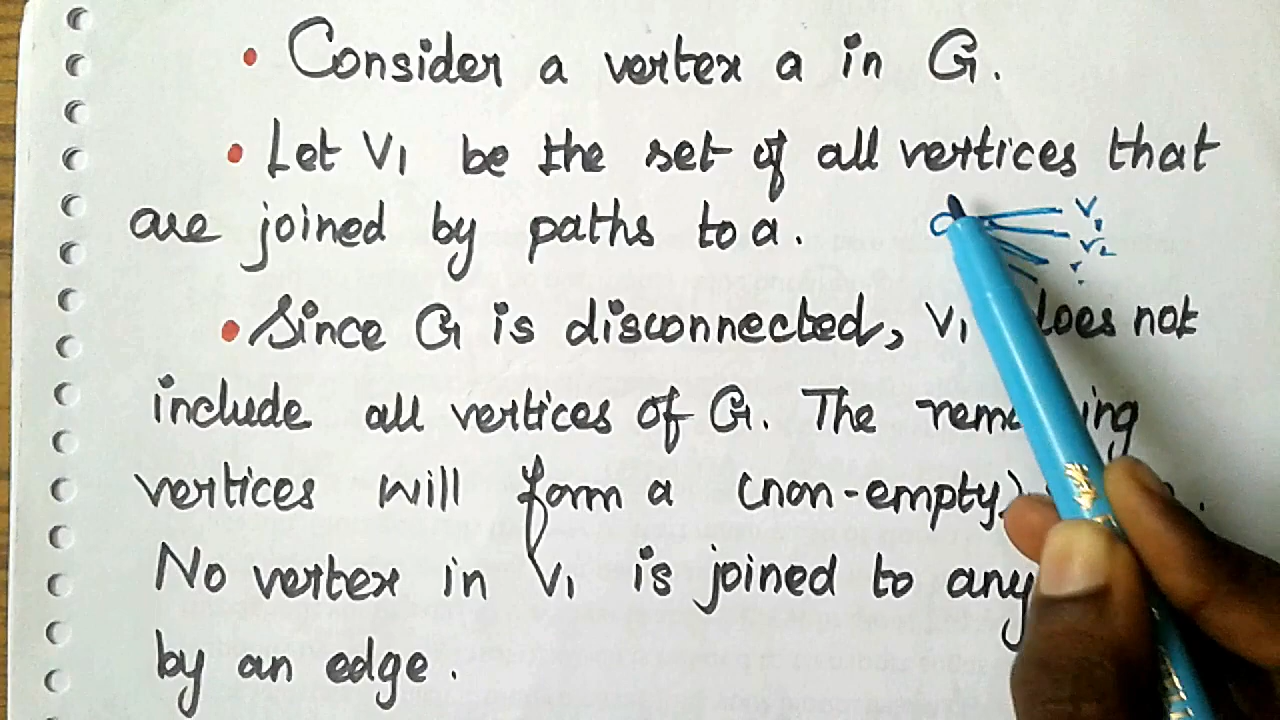 • Consider a vertex a in G.
• Let V1 be the set of all vertices that
are joined by paths to a.
a V1
V2
• Since G is disconnected, V1 does not
include all vertices of G. The
vertices will form a (non-empty)
No vertex in V1 is joined to any
by an edge.